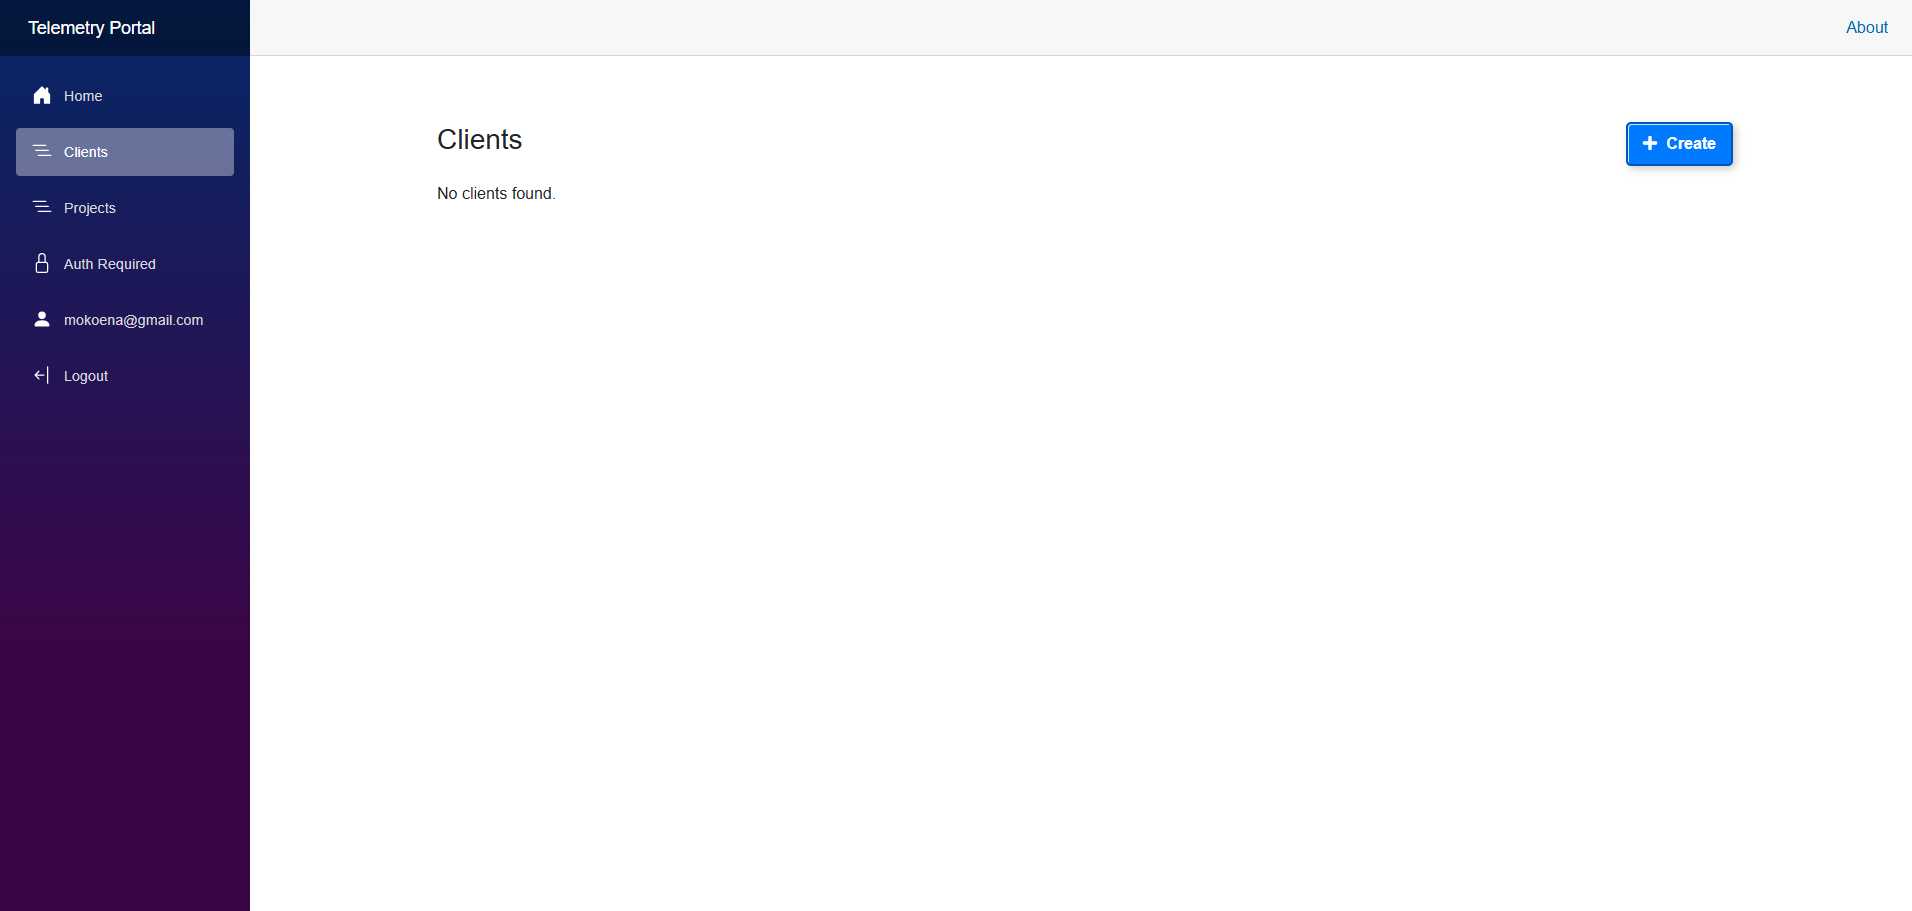 Telemetry Portal
About
Home
Clients
Projects
Auth Required
mokoena@gmail.com
Logout
Clients
Create
No clients found.